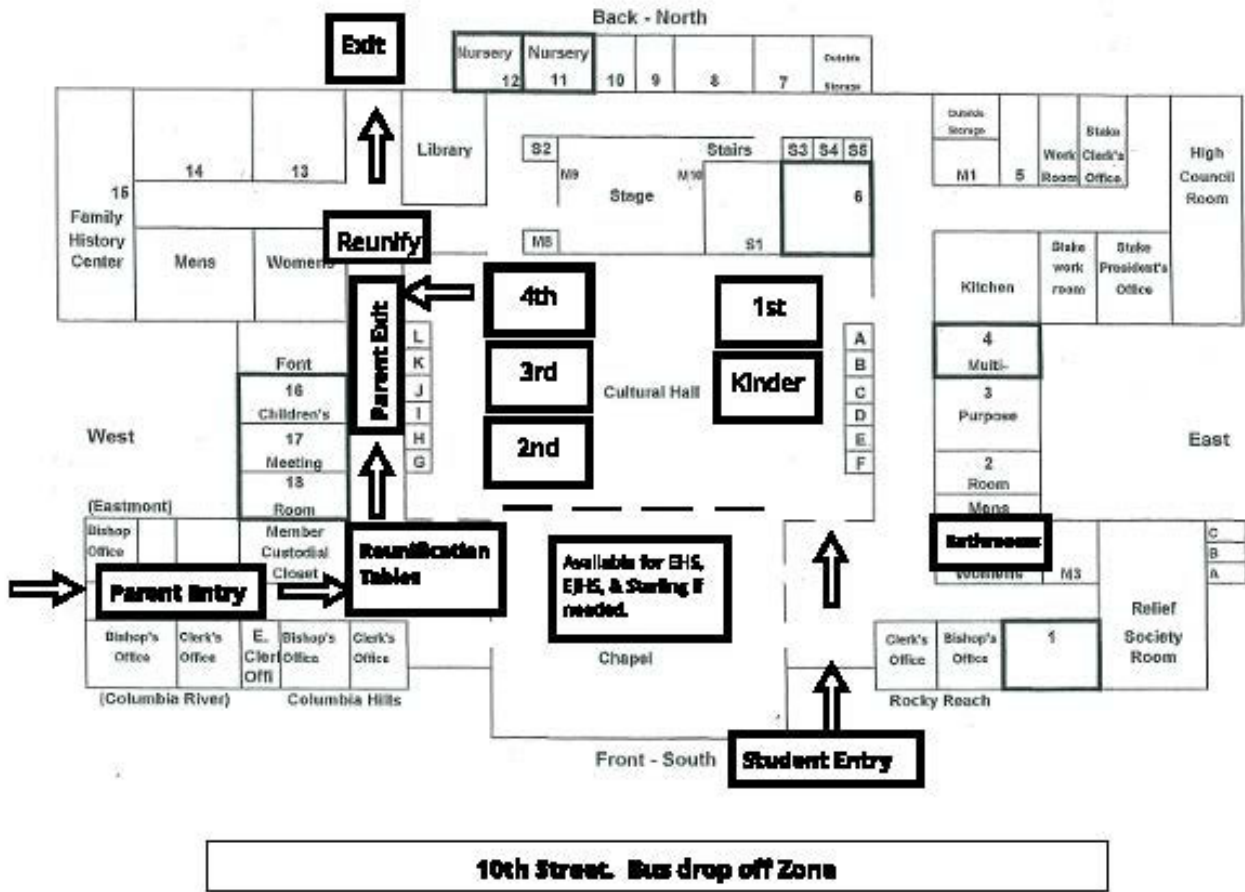 Back - North
Exit
Nursery
12
Nursery
11
10
9
8
7
Outside
Storage
14
13
Library
15
Family
History
Center
Mens
Womens
Reunify
S2
M9
Stage
M10
Stairs
S3
S4
S5
6
S1
M8
Outside
Storage
M1
5
Work
Room
Stake
Clerk's
Office
High
Council
Room
Kitchen
Stake
work
room
Stake
President's
Office
4th
3rd
2nd
1st
Kinder
Cultural Hall
Parent Exit
L
K
J
I
H
G
A
B
C
D
E
F
Font
16
Children's
17
Meeting
18
Room
West
4
Multi-
3
Purpose
2
Room
Mens
East
(Eastmont)
Bishop
Office
Member
Custodial
Closet
Parent Entry
Reunification
Tables
Available for EHS,
EJHS, & Sterling if
needed.
Chapel
Bathrooms
Womens
M3
C
B
A
Relief
Society
Room
Bishop's
Office
Clerk's
Office
E.
Clerl
Offi
Bishop's
Office
Clerk's
Office
(Columbia River)
Columbia Hills
Clerk's
Office
Bishop's
Office
1
Rocky Reach
Front - South
Student Entry
10th Street. Bus drop off Zone